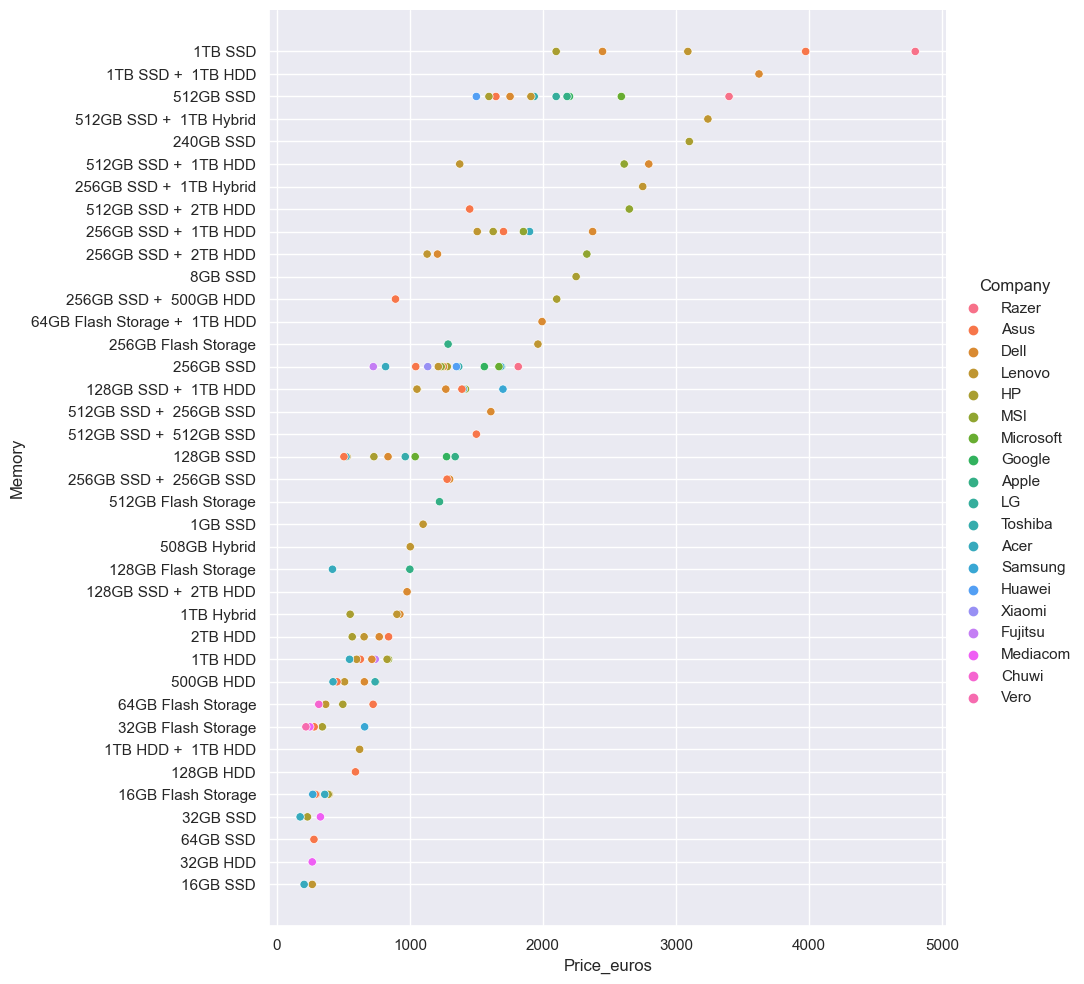 1TB SSD
1TB SSD +  1TB HDD
512GB SSD
512GB SSD +  1TB Hybrid
240GB SSD
512GB SSD +  1TB HDD
256GB SSD +  1TB Hybrid
512GB SSD +  2TB HDD
256GB SSD +  1TB HDD
256GB SSD +  2TB HDD
8GB SSD
256GB SSD +  500GB HDD
64GB Flash Storage +  1TB HDD
256GB Flash Storage
256GB SSD
128GB SSD +  1TB HDD
512GB SSD +  256GB SSD
512GB SSD +  512GB SSD
128GB SSD
256GB SSD +  256GB SSD
512GB Flash Storage
1GB SSD
508GB Hybrid
128GB Flash Storage
128GB SSD +  2TB HDD
1TB Hybrid
2TB HDD
1TB HDD
500GB HDD
64GB Flash Storage
32GB Flash Storage
1TB HDD +  1TB HDD
128GB HDD
16GB Flash Storage
32GB SSD
64GB SSD
32GB HDD
16GB SSD
Memory
0 1000 2000 3000 4000 5000
Price_euros
Company
Razer
Asus
Dell
Lenovo
HP
MSI
Microsoft
Google
Apple
LG
Toshiba
Acer
Samsung
Huawei
Xiaomi
Fujitsu
Mediacom
Chuwi
Vero